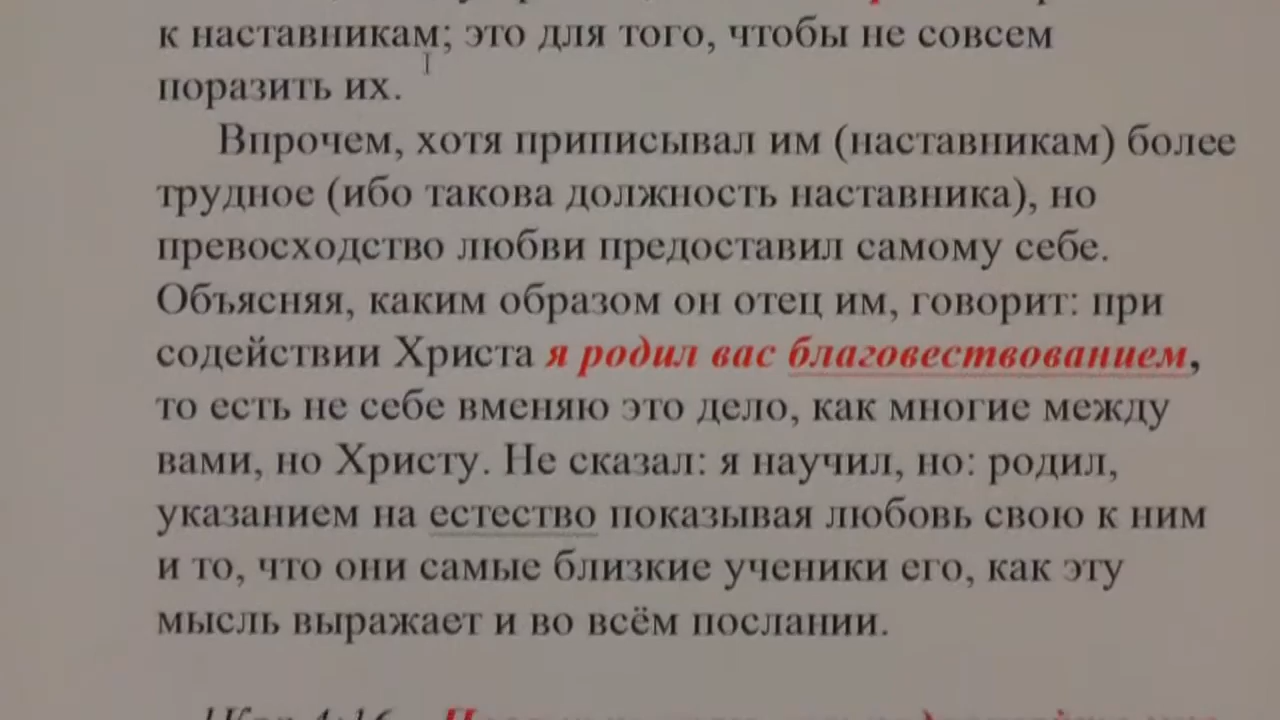 к наставникам; это для того, чтобы не совсем
поразить их.
Впрочем, хотя приписывал им (наставникам) более
трудное (ибо такова должность наставника), но
превосходство любви предоставил самому себе.
Объясняя, каким образом он отец им, говорит: при
содействии Христа я родил вас благовествованием,
то есть не себе вменяю это дело, как многие между
вами, но Христу. Не сказал: я научил, но: родил,
указанием на естество показывая любовь свою к ним
и то, что они самые близкие ученики его, как эту
мысль выражает и во всём послании.